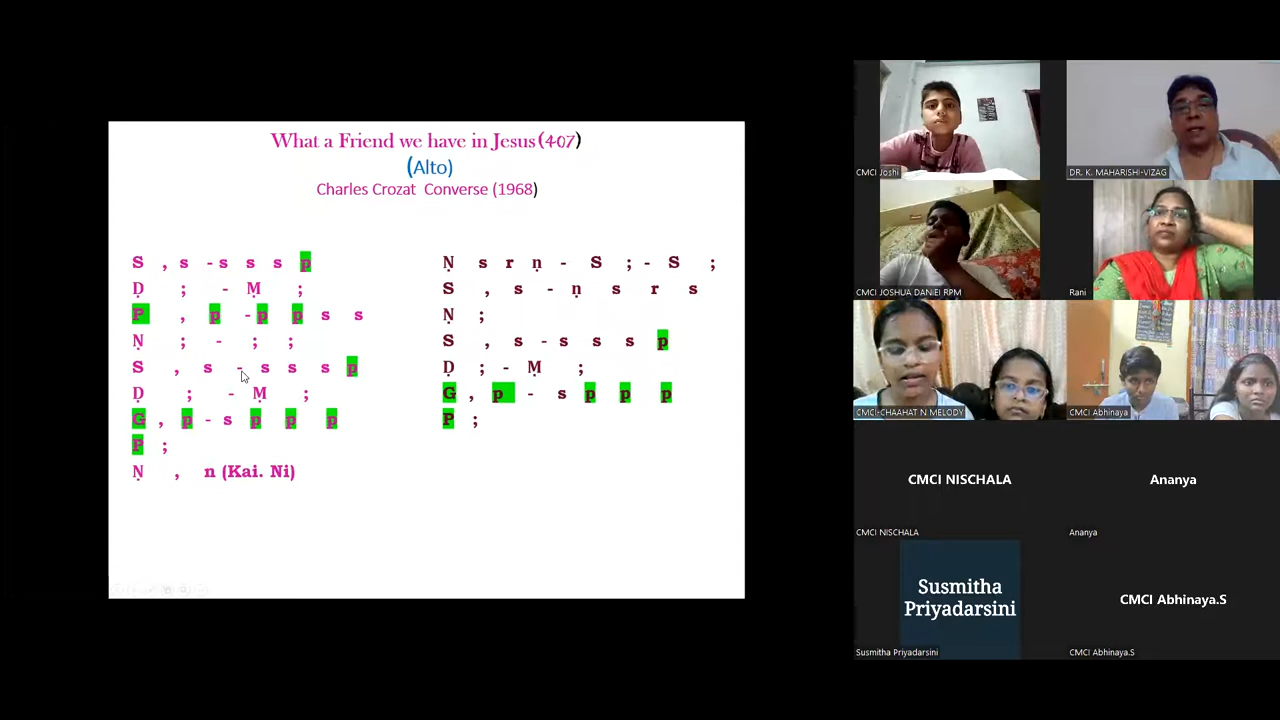 What a Friend we have in Jesus(407)
(Alto)
Charles Crozat Converse (1968)
S , s - s s s p
Ḍ ; - Ṃ ;
P , p - p p s s
Ṇ ; - ; ;
S , s - s s s p
Ḍ ; - Ṃ ;
G , p - s p p p
P ;
Ṇ , n (Kai. Ni)
Ṇ s r ṇ - S ; - S ;
S , s - ṇ s r s
Ṇ ;
S , s - s s s p
Ḍ ; - Ṃ ;
G , p - s p p p
P ;
CMCI Joshi
DR. K. MAHARISHI-VIZAG
CMCI JOSHUA DANIEl RPM
Rani
CMCI-CHAAHAT N MELODY
CMCI Abhinaya
CMCI NISCHALA
Ananya
CMCI NISCHALA
Ananya
Susmitha
Priyadarsini
CMCI Abhinaya.S
Susmitha Priyadarsini
CMCI Abhinaya.S